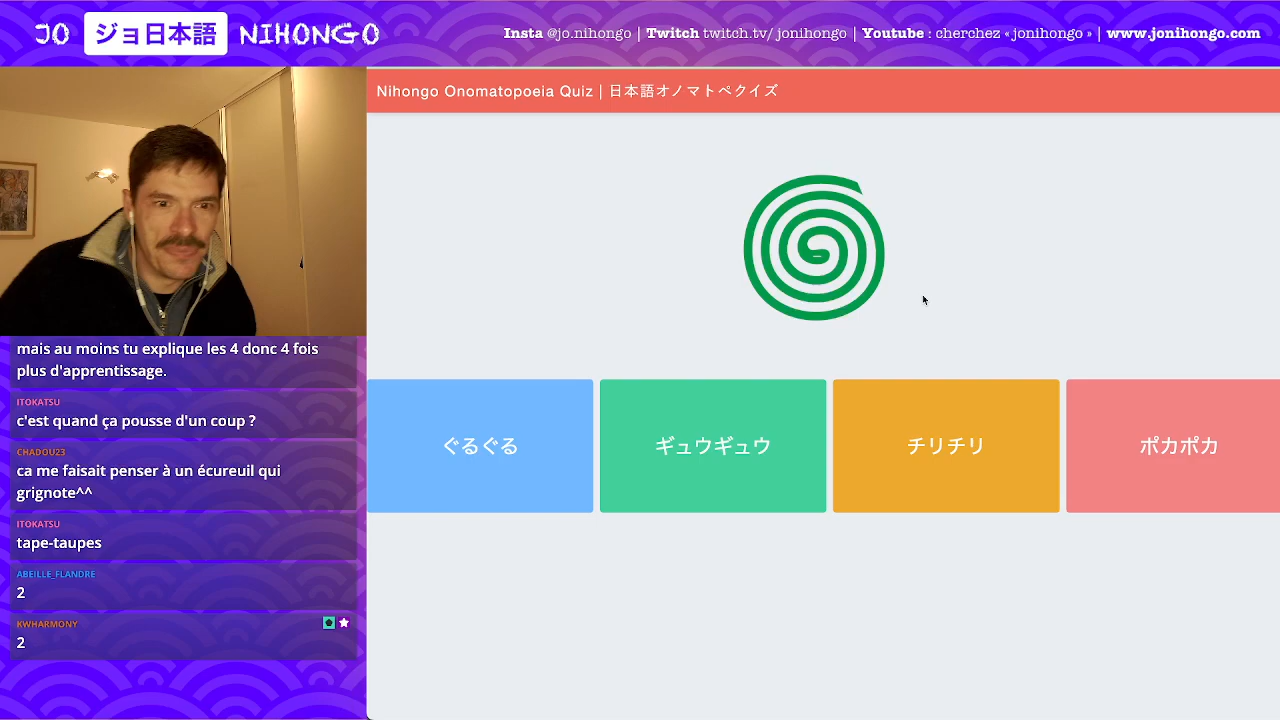 JO ジョ日本語 NIHONGO
Insta @jo.nihongo | Twitch twitch.tv/jonihongo | Youtube : cherchez «jonihongo » | www.jonihongo.com
Nihongo Onomatopoeia Quiz | 日本語オノマトペクイズ
mais au moins tu explique les 4 donc 4 fois
plus d'apprentissage.
ITOKATSU
c'est quand ça pousse d'un coup ?
CHADOU23
ca me faisait penser à un écureuil qui
grignote^^
ITOKATSU
tape-taupes
ABEILLE_FLANDRE
2
KWHARMONY
2
ぐるぐる
ギュウギュウ
チリチリ
ポカポカ